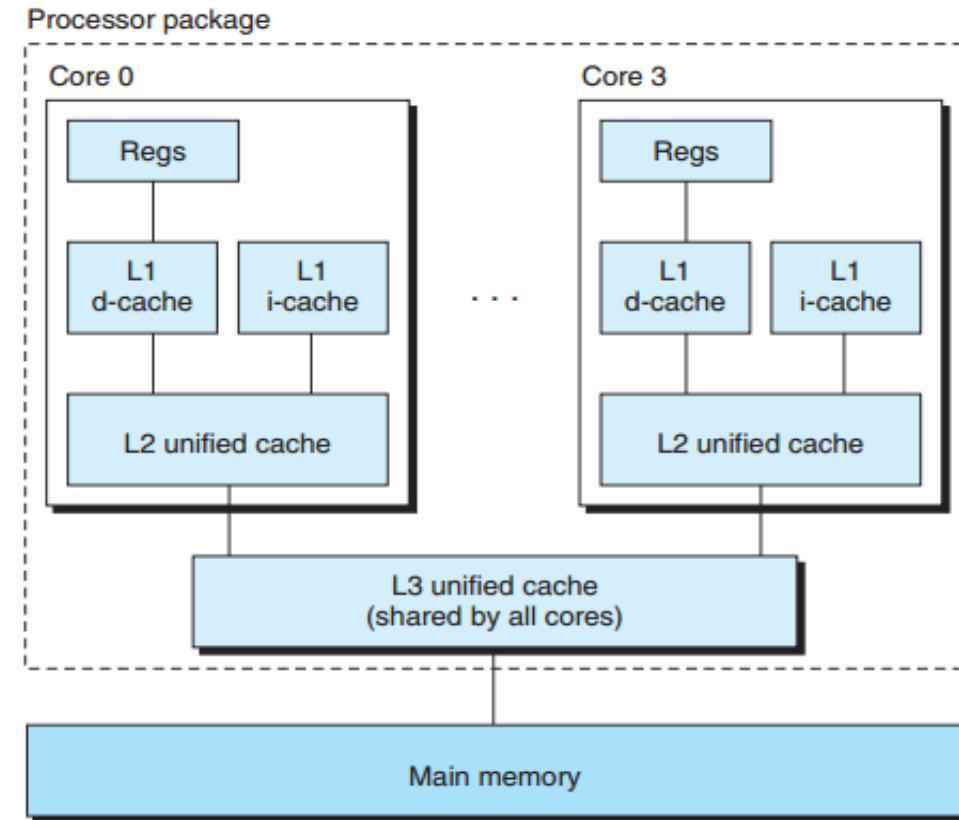 Processor package
Core 0
Core 3
Regs
Regs
L1
d-cache
L1
i-cache
. . .
L1
d-cache
L1
i-cache
L2 unified cache
L2 unified cache
L3 unified cache
(shared by all cores)
Main memory